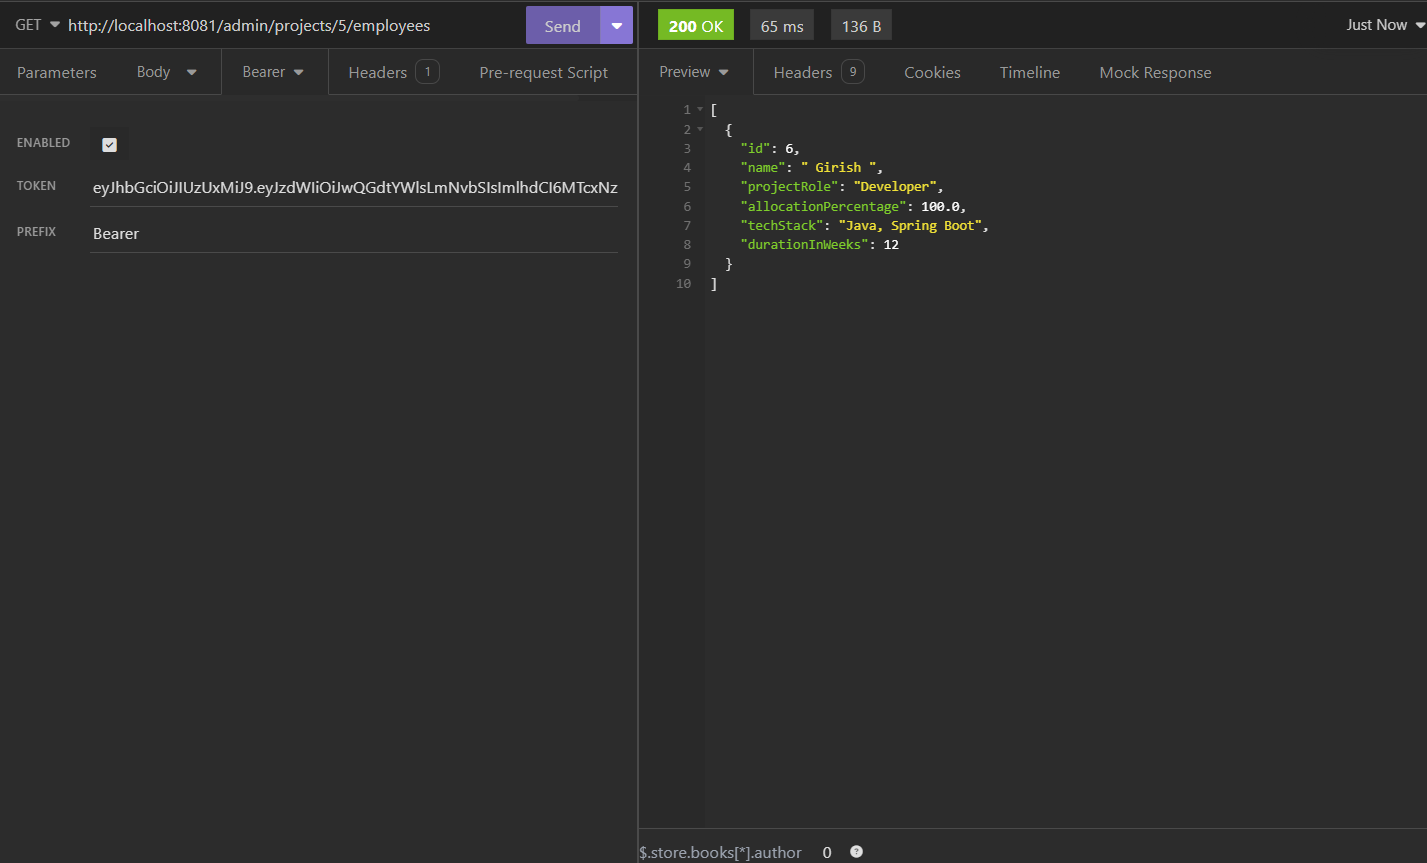 GET http://localhost:8081/admin/projects/5/employees Send
Parameters Body Bearer Headers 1 Pre-request Script
ENABLED
TOKEN eyJhbGciOiJIUzUxMiJ9.eyJzdWIiOiJwQGdtYWlsLmNvbSIsImlhdCI6MTcxNz
PREFIX Bearer
200 OK 65 ms 136 B Just Now
Preview Headers 9 Cookies Timeline Mock Response
1 [
2 {
3 "id": 6,
4 "name": " Girish ",
5 "projectRole": "Developer",
6 "allocationPercentage": 100.0,
7 "techStack": "Java, Spring Boot",
8 "durationInWeeks": 12
9 }
10 ]
$.store.books[*].author 0 ?